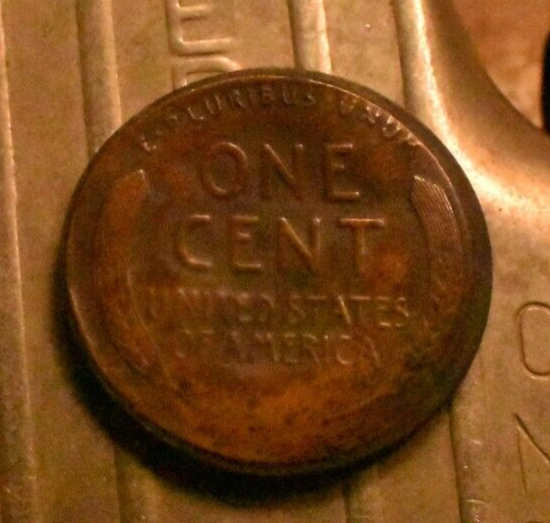 E·PLURIBUS·UNUM
ONE
CENT
UNITED STATES
OF AMERICA